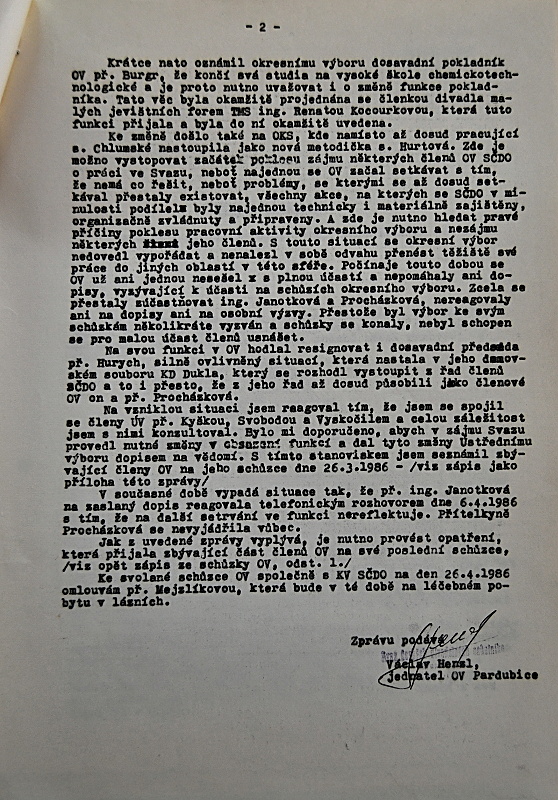 - 2 -
Krátce nato oznámil okresnímu výboru dosavadní pokladník
OV př. Burgr, že končí svá studia na vysoké škole chemickotech-
nologické a je proto nutno uvažovat i o změně funkce poklad-
níka. Tato věc byla okamžitě projednána se členkou divadla ma-
lých jevištních forem TMS ing. Renatou Kocourkovou, která tuto
funkci přijala a byla do ní okamžitě uvedena.
Ke změně došlo také na OKS, kde namísto až dosud pracující
s. Chlumské nastoupila jako nová metodička s. Hurtová. Zde je
možno vystopovat začátek poklesu zájmu některých členů OV SČDO
o práci ve Svazu, neboť najednou se OV začal setkávat s tím,
že nemá co řešit, neboť problémy, se kterými se až dosud set-
kával přestaly existovat, všechny akce, na kterých se SČDO v mi-
nulosti podílelm byly najednou technicky i materiálně zajištěny,
organizačně zvládnuty a připraveny. A zde je nutno hledat pravé
příčiny poklesu pracovní aktivity okresního výboru a nezájmu
některých jeho členů. S touto situací se okresní výbor
nedovedl vypořádat a nenalezl v sobě odvahu přenést těžiště své
práce do jiných oblastí v této sféře. Počínaje touto dobou se
OV už ani jednou nesešel s plnou účastí a nepomáhaly ani do-
pisy, vyzývající k účasti na schůzích okresního výboru. Zcela se
přestaly zúčastňovat ing. Janotková a Procházková, nereagovaly
ani na dopisy ani na osobní výzvy. Přestože byl výbor ke svým
schůzkám několikráte vyzván a schůzky se konaly, nebyl schopen
se pro malou účast členů usnášet.
Na svou funkci v OV hodlal resignovat i dosavadní předseda
př. Hurych, silně ovlivněný situací, která nastala v jeho domov-
ském souboru KD Dukla, který se rozhodl vystoupit z řad členů
SČDO a to i přesto, že z jeho řad až dosud působili jako členové
OV on a př. Procházková.
Na vzniklou situaci jsem reagoval tím, že jsem se spojil
se členy ÚV př. Kyškou, Svobodou a Vyskočilem a celou záležitost
jsem s nimi konsultoval. Bylo mi doporučeno, abych v zájmu Svazu
provedl nutné změny v obsazení funkcí a dal tyto změny Ústřednímu
výboru dopisem na vědomí. S tímto stanoviskem jsem seznámil zbý-
vající členy OV na jeho schůzce dne 26.3.1986 - /viz zápis jako
příloha této zprávy/
V současné době vypadá situace tak, že př. ing. Janotková
na zaslaný dopis reagovala telefonickým rozhovorem dne 6.4.1986
s tím, že na další setrvání ve funkci nereflektuje. Přítelkyně
Procházková se nevyjádřila vůbec.
Jak z uvedené zprávy vyplývá, je nutno provést opatření,
která přijala zbývající část členů OV na své poslední schůzce,
/viz opět zápis ze schůzky OV, odst. 1./
Ke svolané schůzce OV společně s KV SČDO na den 26.4.1986
omlouvám př. Mejzlíkovou, která bude v té době na léčebném po-
bytu v lázních.
Zprávu podává
Václav Henzl,
jednatel OV Pardubice